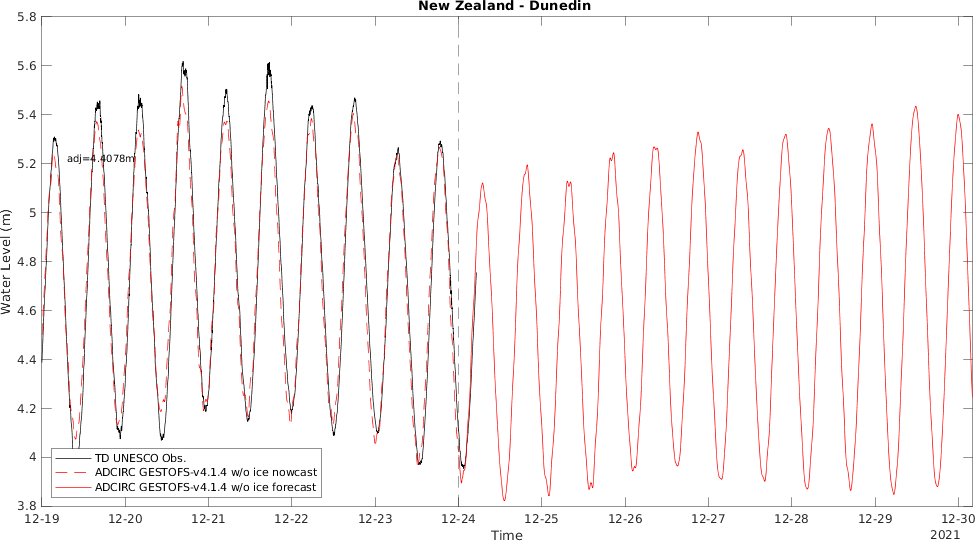 New Zealand - Dunedin
5.8
5.6
5.4
5.2
5
4.8
4.6
4.4
4.2
4
3.8
Water Level (m)
adj=4.4078m
TD UNESCO Obs.
ADCIRC GESTOFS-v4.1.4 w/o ice nowcast
ADCIRC GESTOFS-v4.1.4 w/o ice forecast
12-19 12-20 12-21 12-22 12-23 12-24 12-25 12-26 12-27 12-28 12-29 12-30
Time
2021